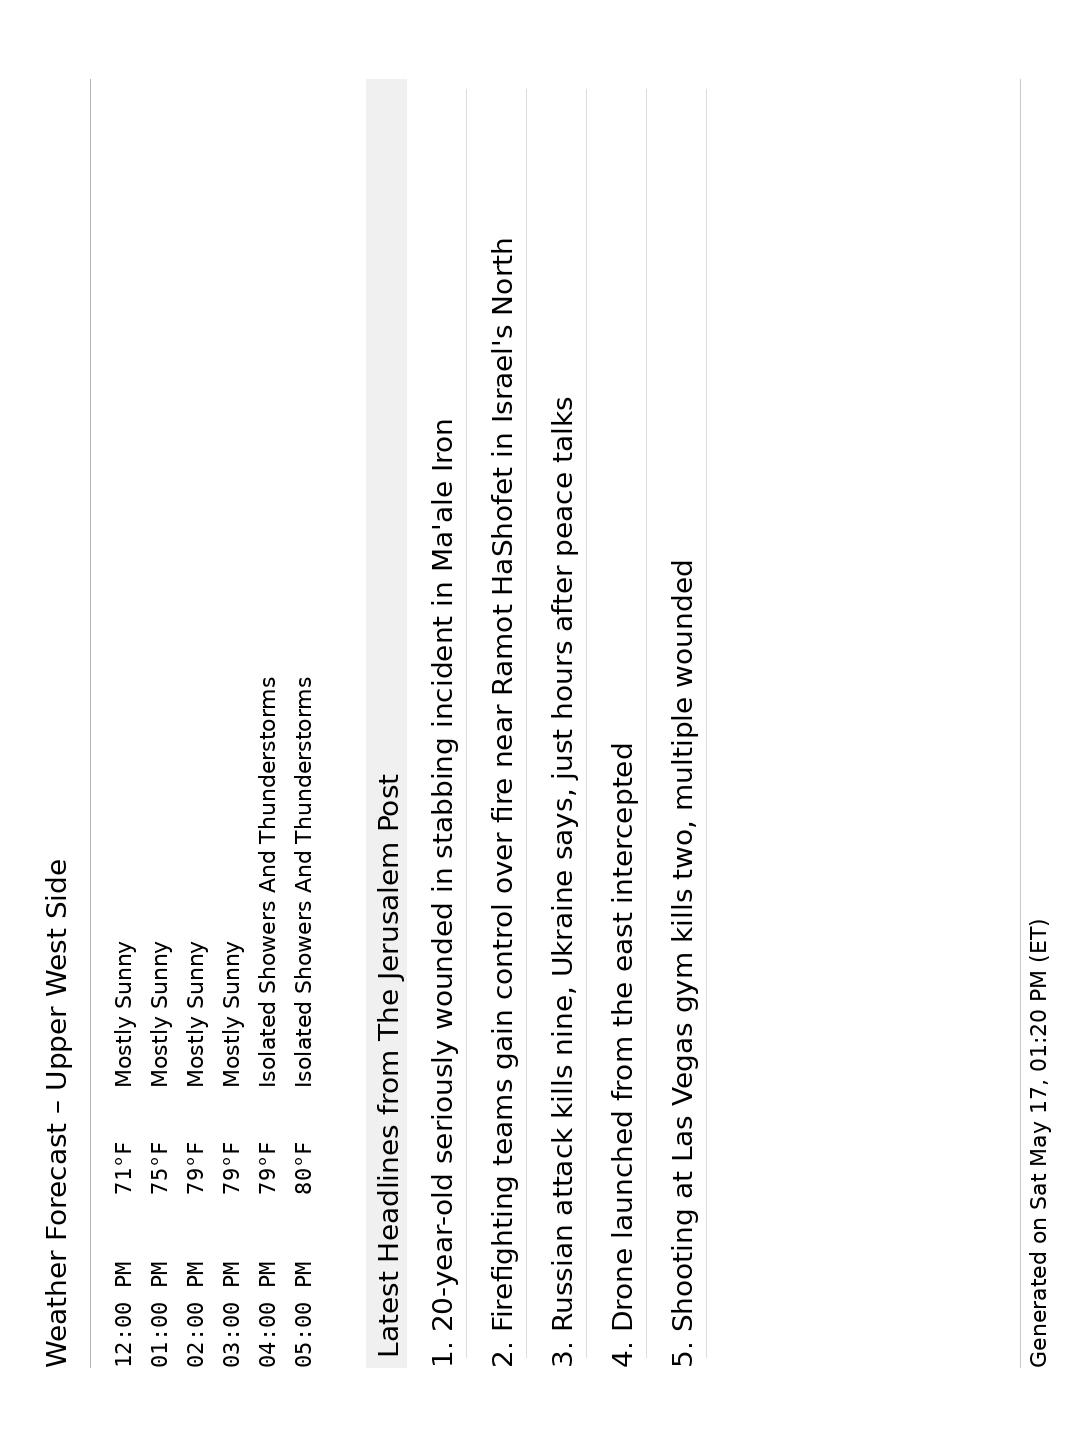 Weather Forecast – Upper West Side
12:00 PM 71°F Mostly Sunny
01:00 PM 75°F Mostly Sunny
02:00 PM 79°F Mostly Sunny
03:00 PM 79°F Mostly Sunny
04:00 PM 79°F Isolated Showers And Thunderstorms
05:00 PM 80°F Isolated Showers And Thunderstorms
Latest Headlines from The Jerusalem Post
1. 20-year-old seriously wounded in stabbing incident in Ma'ale Iron
2. Firefighting teams gain control over fire near Ramot HaShofet in Israel's North
3. Russian attack kills nine, Ukraine says, just hours after peace talks
4. Drone launched from the east intercepted
5. Shooting at Las Vegas gym kills two, multiple wounded
Generated on Sat May 17, 01:20 PM (ET)